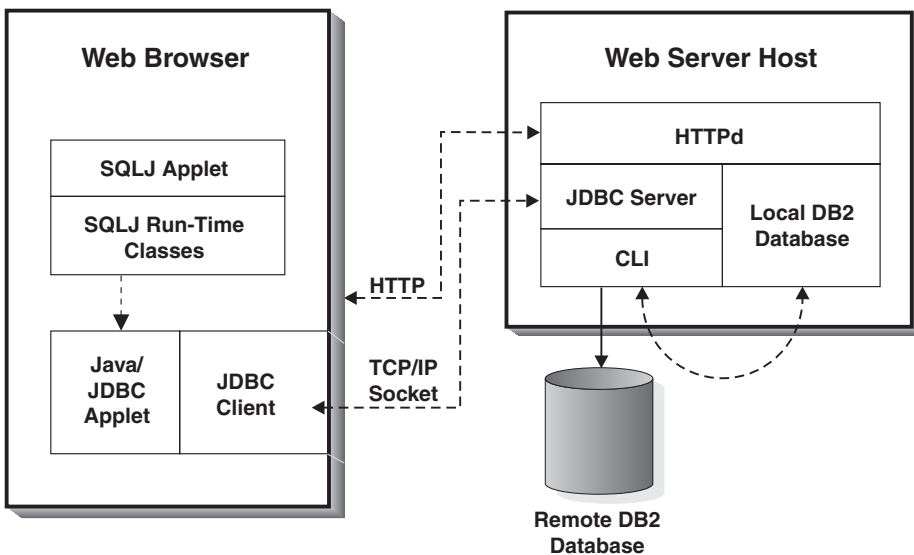 Web Browser
SQLJ Applet
SQLJ Run-Time
Classes
Java/
JDBC
Applet
JDBC
Client
HTTP
TCP/IP
Socket
Web Server Host
HTTPd
JDBC Server
CLI
Local DB2
Database
Remote DB2
Database